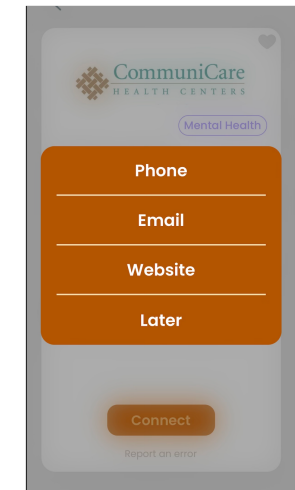 CommuniCare
HEALTH CENTERS
Mental Health
Phone
Email
Website
Later
Connect
Report an error